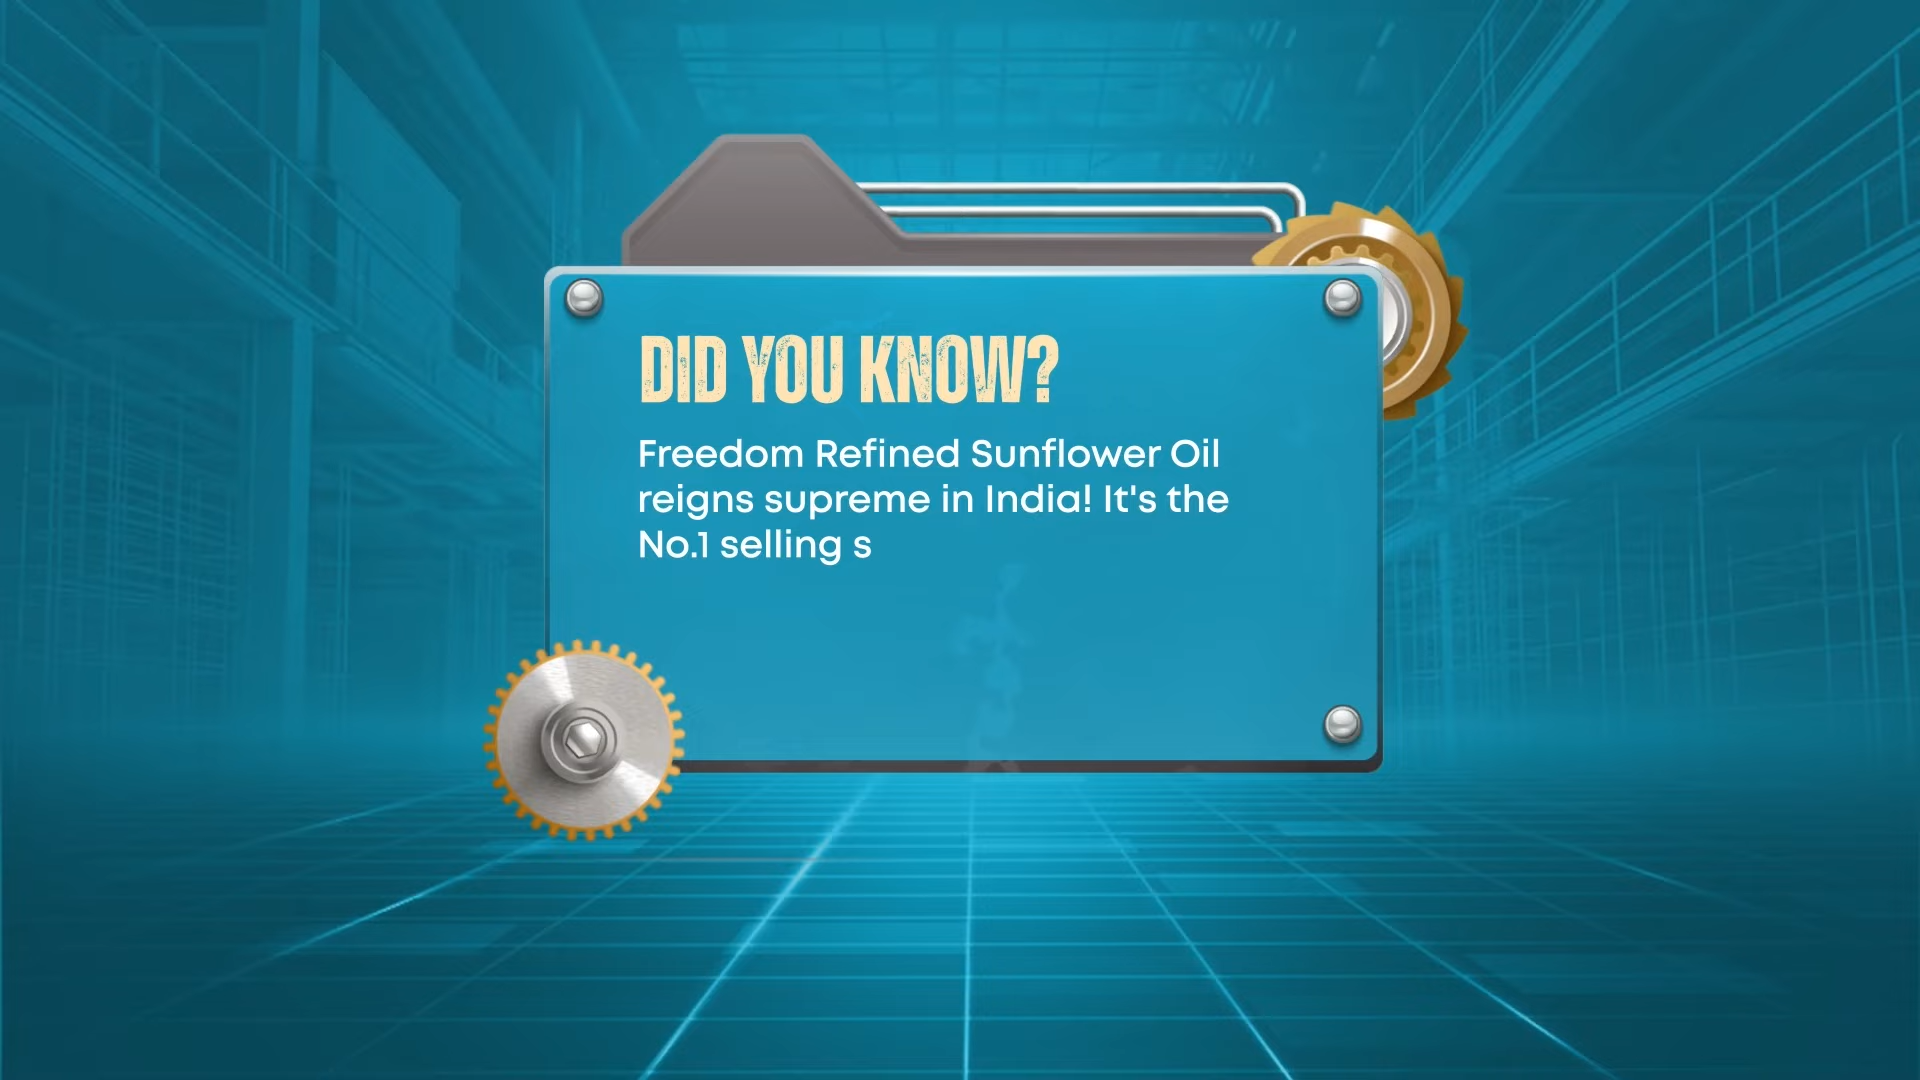 DID YOU KNOW?
Freedom Refined Sunflower Oil
reigns supreme in India! It's the
No.1 selling s